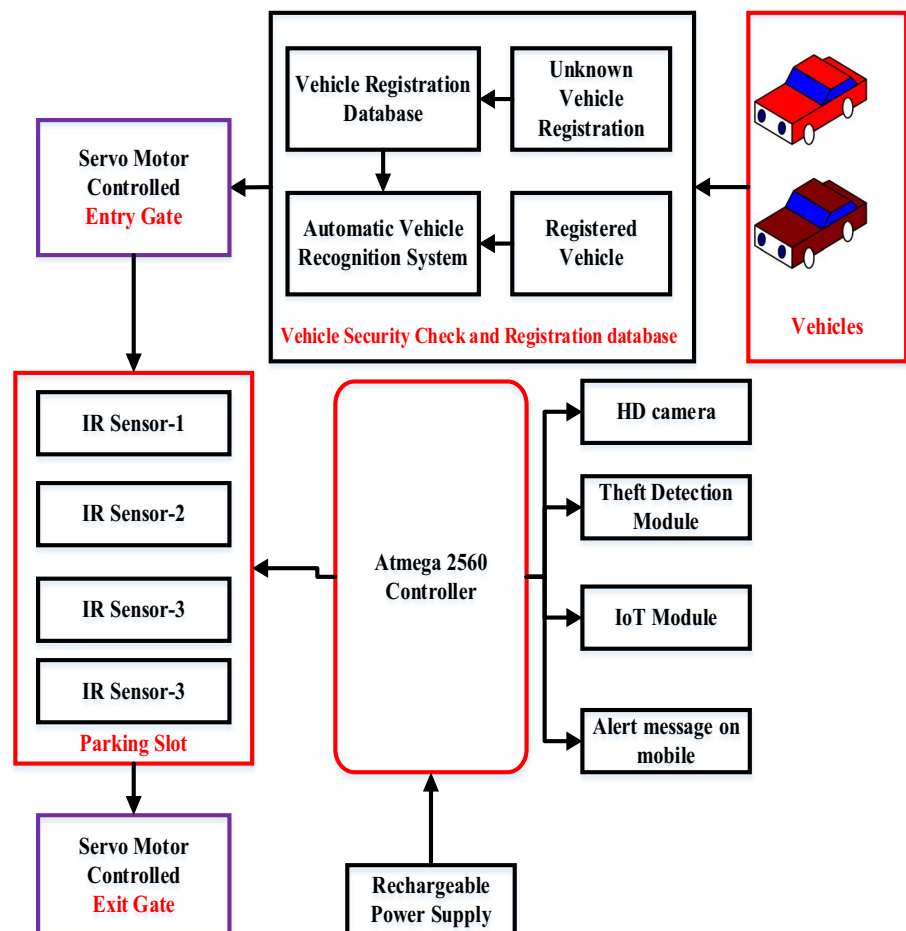 Vehicle Registration
Database
Unknown
Vehicle
Registration
Servo Motor
Controlled
Entry Gate
Automatic Vehicle
Recognition System
Registered
Vehicle
Vehicle Security Check and Registration database
Vehicles
IR Sensor-1
IR Sensor-2
IR Sensor-3
IR Sensor-3
Parking Slot
Atmega 2560
Controller
HD camera
Theft Detection
Module
IoT Module
Alert message on
mobile
Servo Motor
Controlled
Exit Gate
Rechargeable
Power Supply